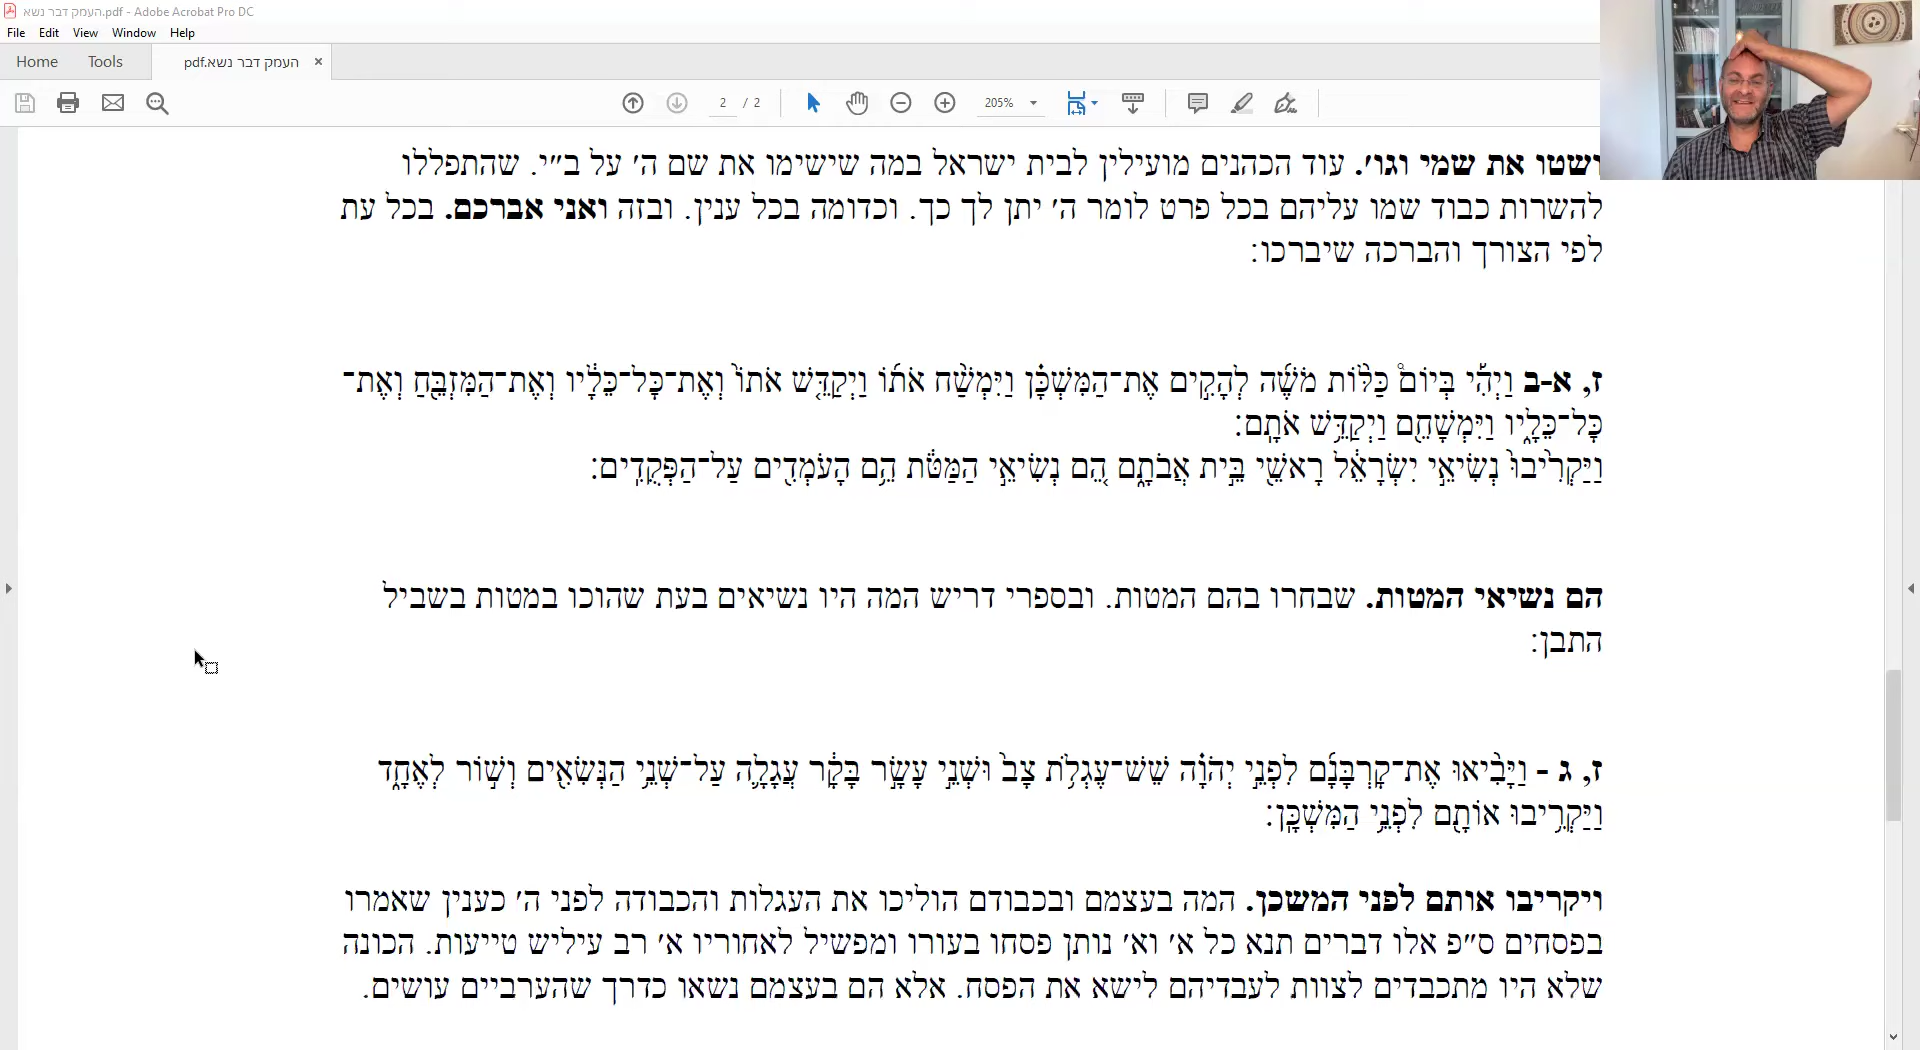 העמק דבר נשא.pdf - Adobe Acrobat Pro DC
File Edit View Window Help
Home Tools העמק דבר נשא.pdf ×
2 / 2 205%
ושטו את שמי וגו׳. עוד הכהנים מועילין לבית ישראל במה שישימו את שם ה׳ על ב״י. שהתפללו
להשרות כבוד שמו עליהם בכל פרט לומר ה׳ יתן לך כך. וכדומה בכל ענין. ובזה ואני אברכם. בכל עת
לפי הצורך והברכה שיברכו:
ז, א-ב וַיְהִ֡י בְּיוֹם֩ כַּלּ֨וֹת מֹשֶׁ֜ה לְהָקִ֣ים אֶת־הַמִּשְׁכָּ֗ן וַיִּמְשַׁ֨ח אֹת֜וֹ וַיְקַדֵּ֤שׁ אֹתוֹ֙ וְאֶת־כָּל־כֵּלָ֔יו וְאֶת־הַמִּזְבֵּ֖חַ וְאֶת־
כָּל־כֵּלָ֑יו וַיִּמְשָׁחֵ֖ם וַיְקַדֵּ֥שׁ אֹתָֽם׃
וַיַּקְרִ֙יבוּ֙ נְשִׂיאֵ֣י יִשְׂרָאֵ֔ל רָאשֵׁ֖י בֵּ֣ית אֲבֹתָ֑ם הֵ֚ם נְשִׂיאֵ֣י הַמַּטֹּ֔ת הֵ֥ם הָעֹמְדִ֖ים עַל־הַפְּקֻדִֽים׃
הם נשיאי המטות. שבחרו בהם המטות. ובספרי דריש המה היו נשיאים בעת שהוכו במטות בשביל
התבן:
ז, ג - וַיָּבִ֨יאוּ אֶת־קׇרְבָּנָ֜ם לִפְנֵ֣י יְהֹוָ֗ה שֵׁשׁ־עֶגְלֹ֥ת צָב֙ וּשְׁנֵ֣י עָשָׂ֣ר בָּקָ֔ר עֲגָלָ֛ה עַל־שְׁנֵ֥י הַנְּשִׂאִ֖ים וְשׁ֣וֹר לְאֶחָ֑ד
וַיַּקְרִ֥יבוּ אוֹתָ֖ם לִפְנֵ֥י הַמִּשְׁכָּֽן׃
ויקריבו אותם לפני המשכן. המה בעצמם ובכבודם הוליכו את העגלות והכבודה לפני ה׳ כענין שאמרו
בפסחים ס״פ אלו דברים תנא כל א׳ וא׳ נותן פסחו בעורו ומפשיל לאחוריו א׳ רב עיליש טייעות. הכונה
שלא היו מתכבדים לצוות לעבדיהם לישא את הפסח. אלא הם בעצמם נשאו כדרך שהערביים עושים.